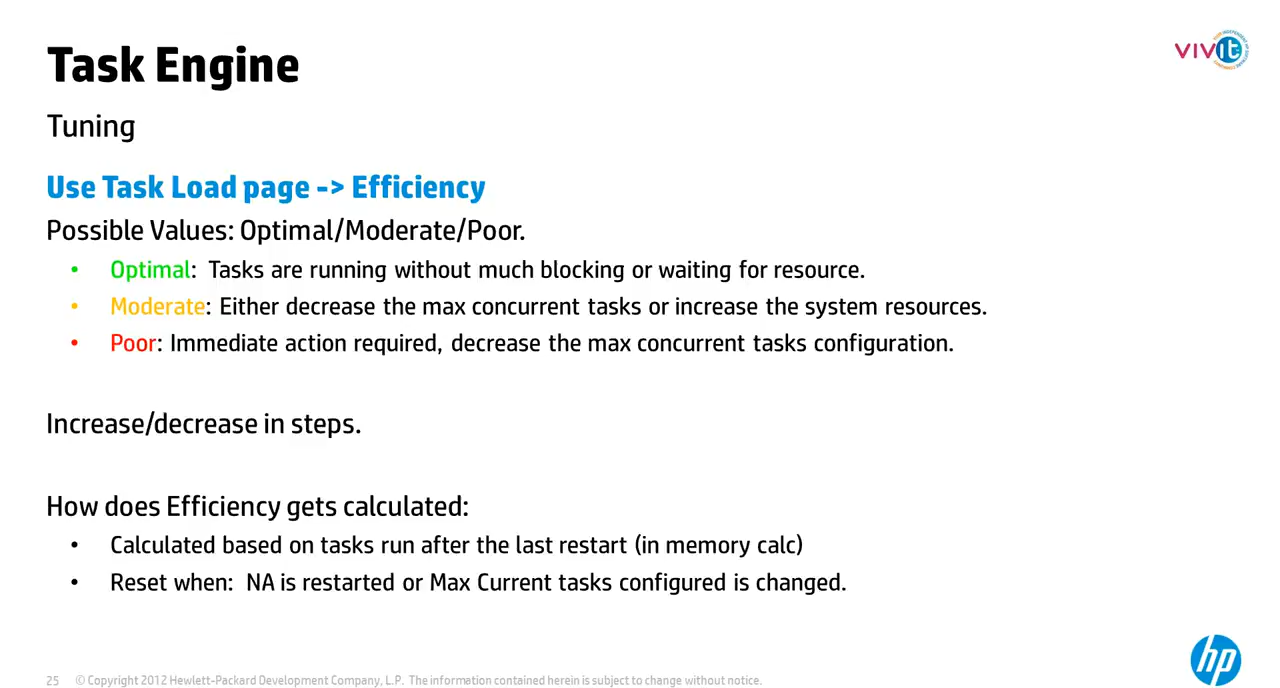 Task Engine
VIVit
Tuning
Use Task Load page -> Efficiency
Possible Values: Optimal/Moderate/Poor.
• Optimal: Tasks are running without much blocking or waiting for resource.
• Moderate: Either decrease the max concurrent tasks or increase the system resources.
• Poor: Immediate action required, decrease the max concurrent tasks configuration.
Increase/decrease in steps.
How does Efficiency gets calculated:
• Calculated based on tasks run after the last restart (in memory calc)
• Reset when: NA is restarted or Max Current tasks configured is changed.
hp
25 © Copyright 2012 Hewlett-Packard Development Company, L.P. The information contained herein is subject to change without notice.